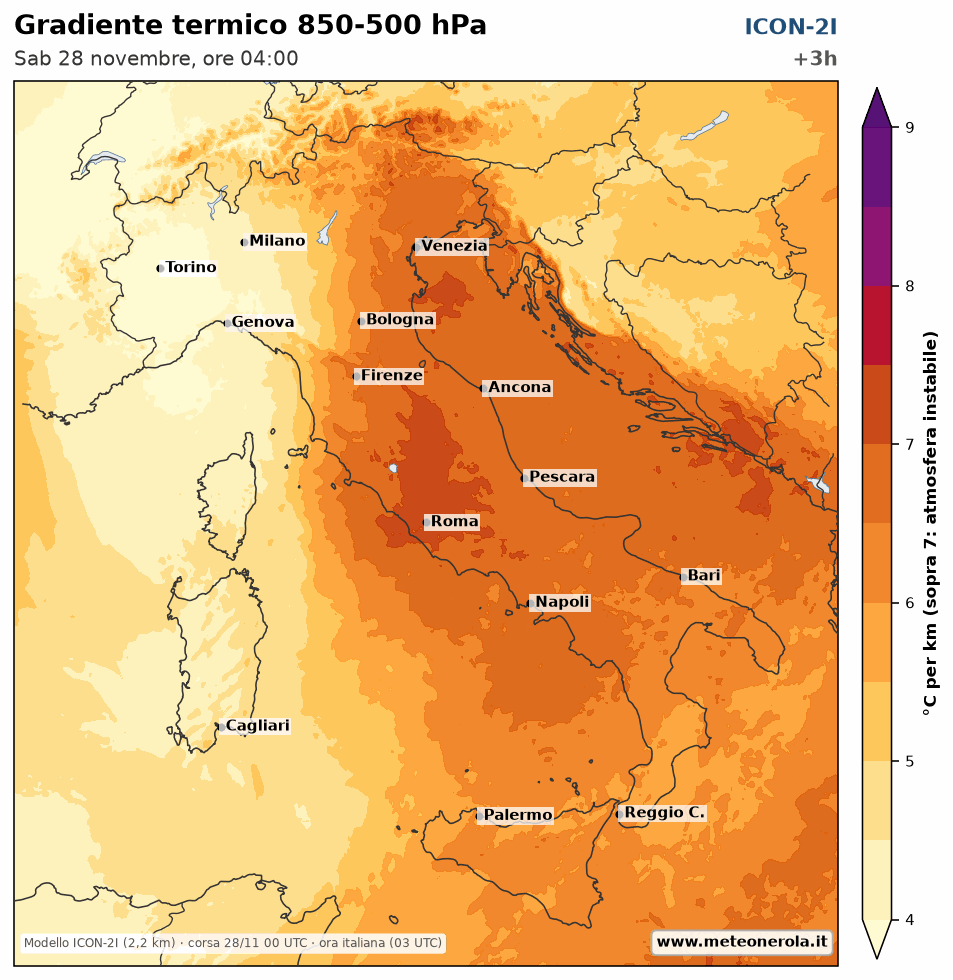 Gradiente termico 850-500 hPa
ICON-2I
Sab 28 novembre, ore 04:00
+3h
Milano
Venezia
Torino
Genova
Bologna
Firenze
Ancona
Pescara
Roma
Bari
Napoli
Cagliari
Palermo
Reggio C.
9
8
7
6
5
4
°C per km (sopra 7: atmosfera instabile)
Modello ICON-2I (2,2 km) · corsa 28/11 00 UTC · ora italiana (03 UTC)
www.meteonerola.it